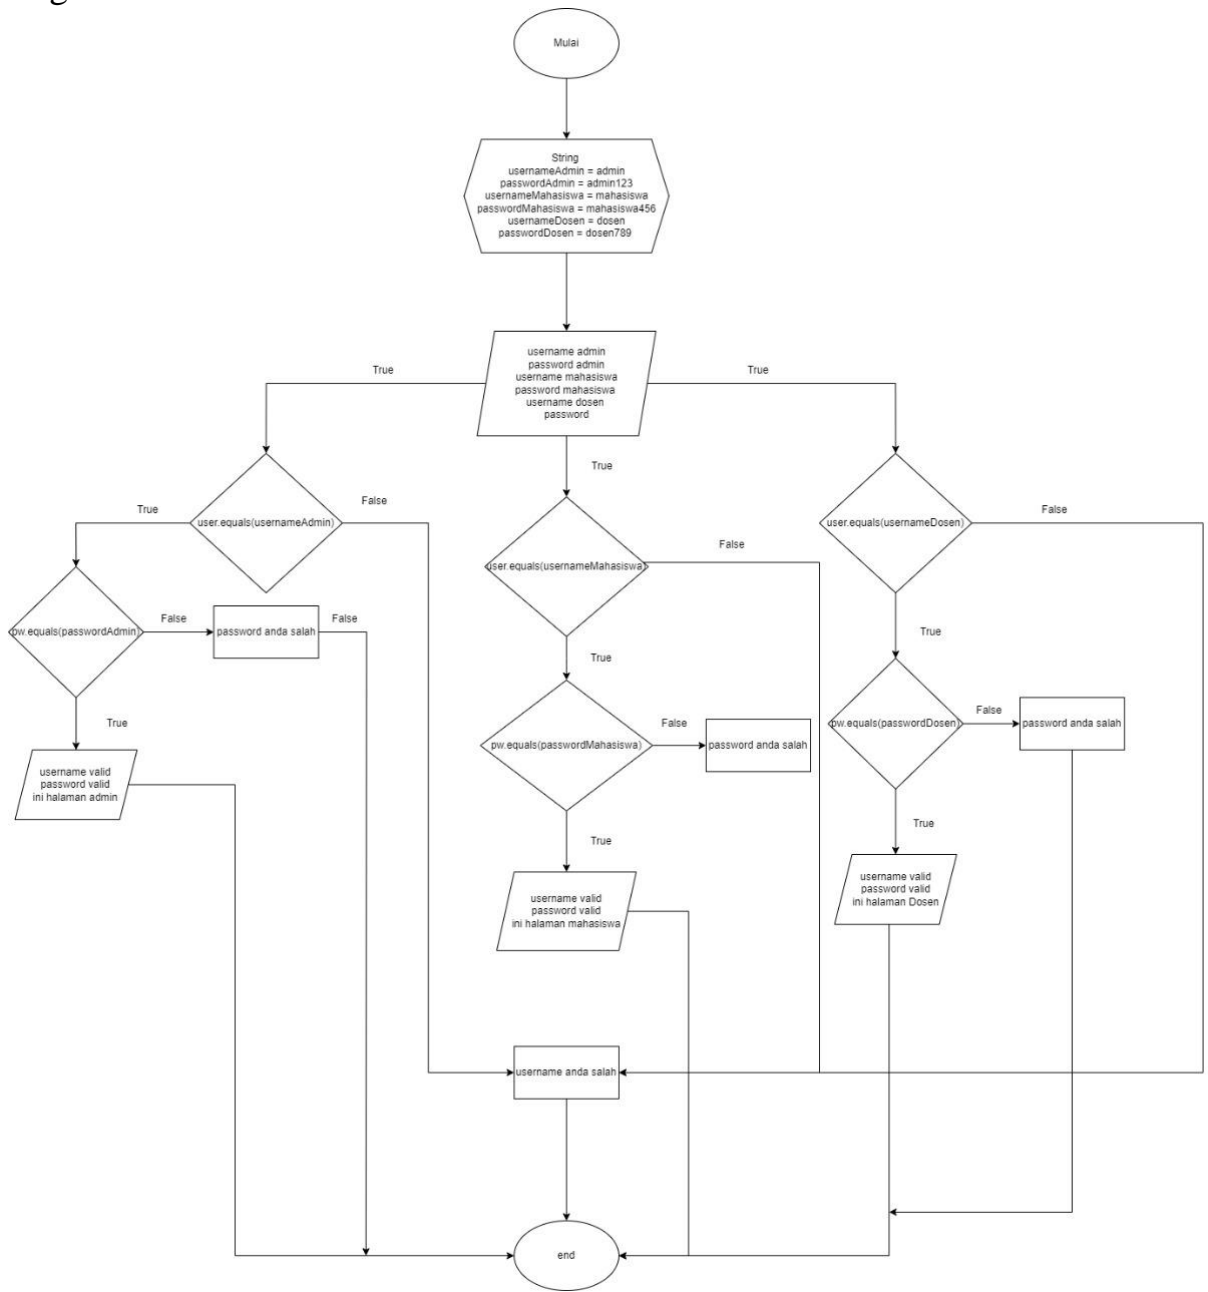 Mulai
String
usernameAdmin = admin
passwordAdmin = admin123
usernameMahasiswa = mahasiswa
passwordMahasiswa = mahasiswa456
usernameDosen = dosen
passwordDosen = dosen789
username admin
password admin
username mahasiswa
password mahasiswa
username dosen
password
True
True
True
user.equals(usernameAdmin)
True
False
user.equals(usernameMahasiswa)
False
user.equals(usernameDosen)
False
pw.equals(passwordAdmin)
False
password anda salah
False
True
True
True
pw.equals(passwordMahasiswa)
False
password anda salah
pw.equals(passwordDosen)
False
password anda salah
username valid
password valid
ini halaman admin
True
True
username valid
password valid
ini halaman mahasiswa
username valid
password valid
ini halaman Dosen
username anda salah
end